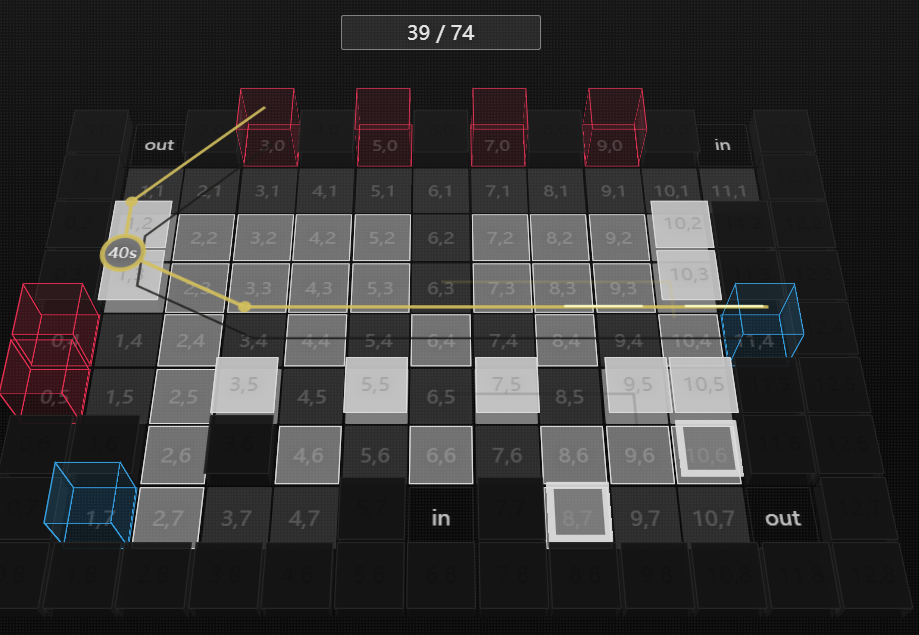 39 / 74
out 3,0 5,0 7,0 9,0 in
1,1 2,1 3,1 4,1 5,1 6,1 7,1 8,1 9,1 10,1 11,1
1,2 2,2 3,2 4,2 5,2 6,2 7,2 8,2 9,2 10,2
40s
2,3 3,3 4,3 5,3 6,3 7,3 8,3 9,3 10,3
0,4 1,4 2,4 3,4 4,4 5,4 6,4 7,4 8,4 9,4 10,4 11,4
0,5 1,5 2,5 3,5 4,5 5,5 6,5 7,5 8,5 9,5 10,5
2,6 4,6 5,6 6,6 7,6 8,6 9,6 10,6
1,7 2,7 3,7 4,7 in 8,7 9,7 10,7 out